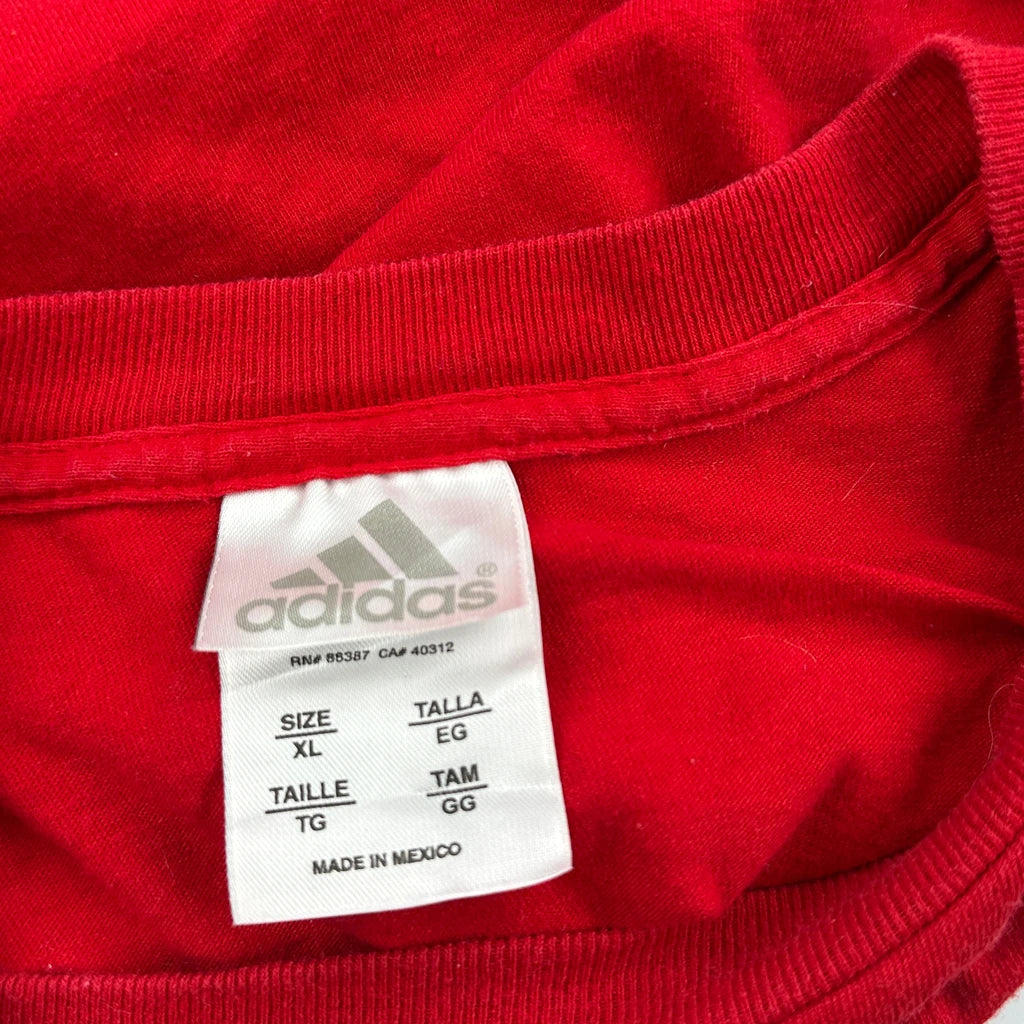 adidas®
RN# 88387 CA# 40312
SIZE TALLA
XL EG
TAILLE TAM
TG GG
MADE IN MEXICO